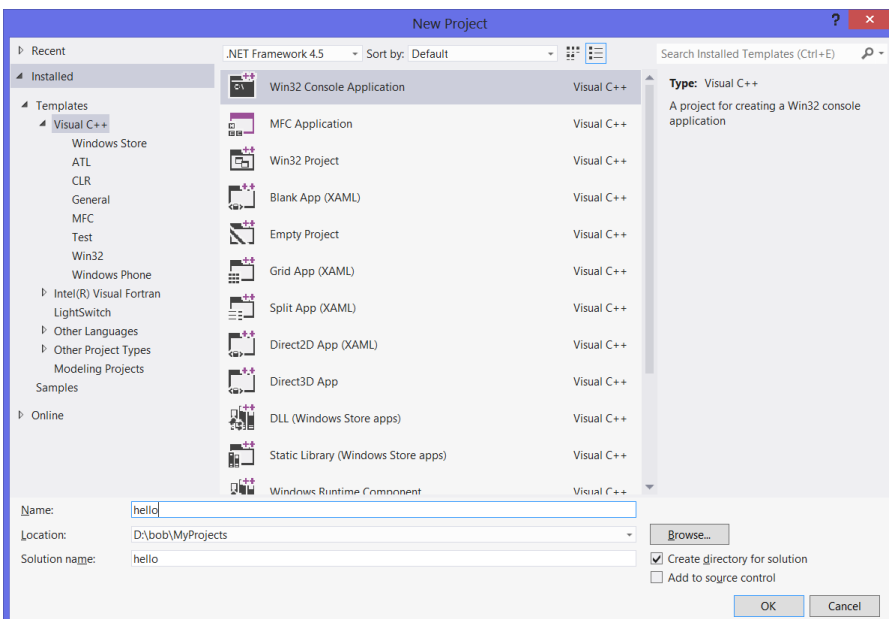 New Project
?
Recent
Installed
Templates
Visual C++
Windows Store
ATL
CLR
General
MFC
Test
Win32
Windows Phone
Intel(R) Visual Fortran
LightSwitch
Other Languages
Other Project Types
Modeling Projects
Samples
Online
.NET Framework 4.5 Sort by: Default
Win32 Console Application Visual C++
MFC Application Visual C++
Win32 Project Visual C++
Blank App (XAML) Visual C++
Empty Project Visual C++
Grid App (XAML) Visual C++
Split App (XAML) Visual C++
Direct2D App (XAML) Visual C++
Direct3D App Visual C++
DLL (Windows Store apps) Visual C++
Static Library (Windows Store apps) Visual C++
Windows Runtime Component Visual C++
Search Installed Templates (Ctrl+E)
Type: Visual C++
A project for creating a Win32 console
application
Name: hello
Location: D:\bob\MyProjects
Browse...
Solution name: hello
Create directory for solution
Add to source control
OK Cancel